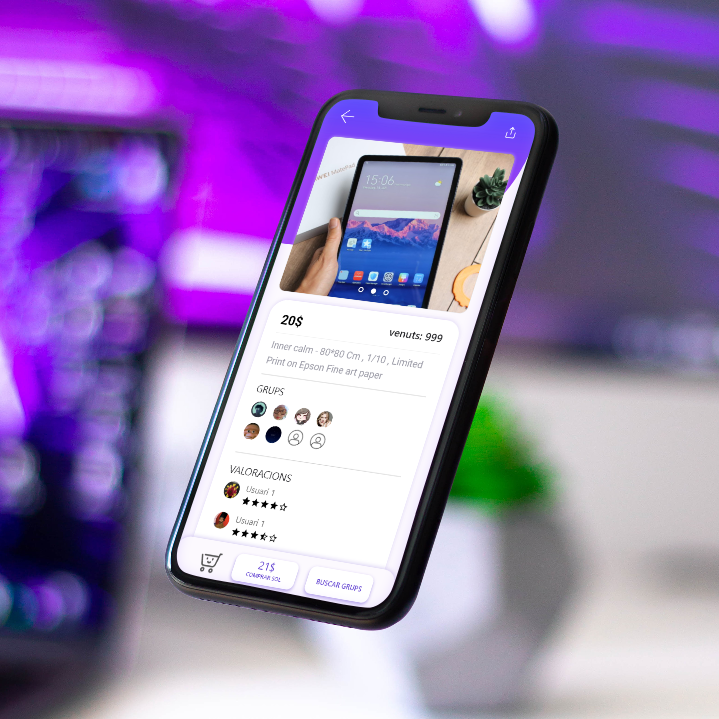 15:06
20$
venuts: 999
Inner calm - 80*80 Cm , 1/10 , Limited
Print on Epson Fine art paper
GRUPS
VALORACIONS
Usuari 1
Usuari 1
21$
COMPRAR SOL
BUSCAR GRUPS